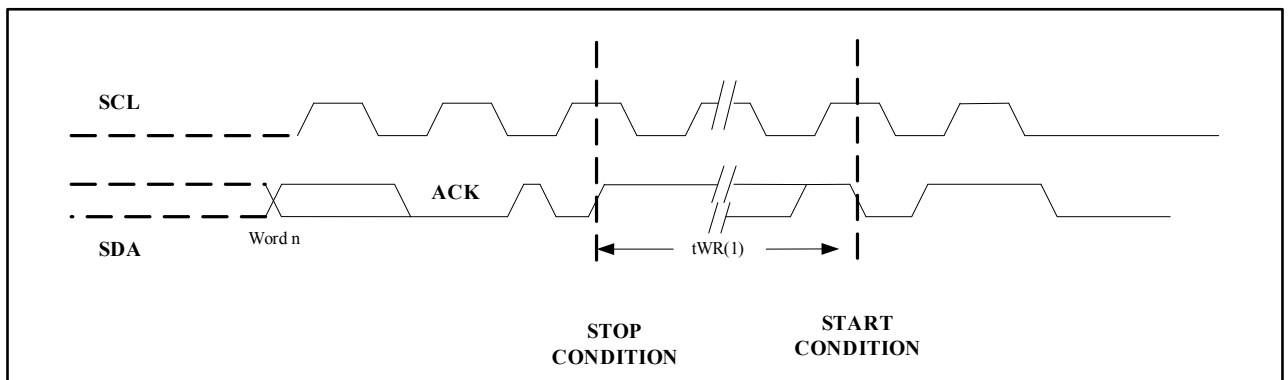 SCL
ACK
SDA
Word n
tWR(1)
STOP
CONDITION
START
CONDITION